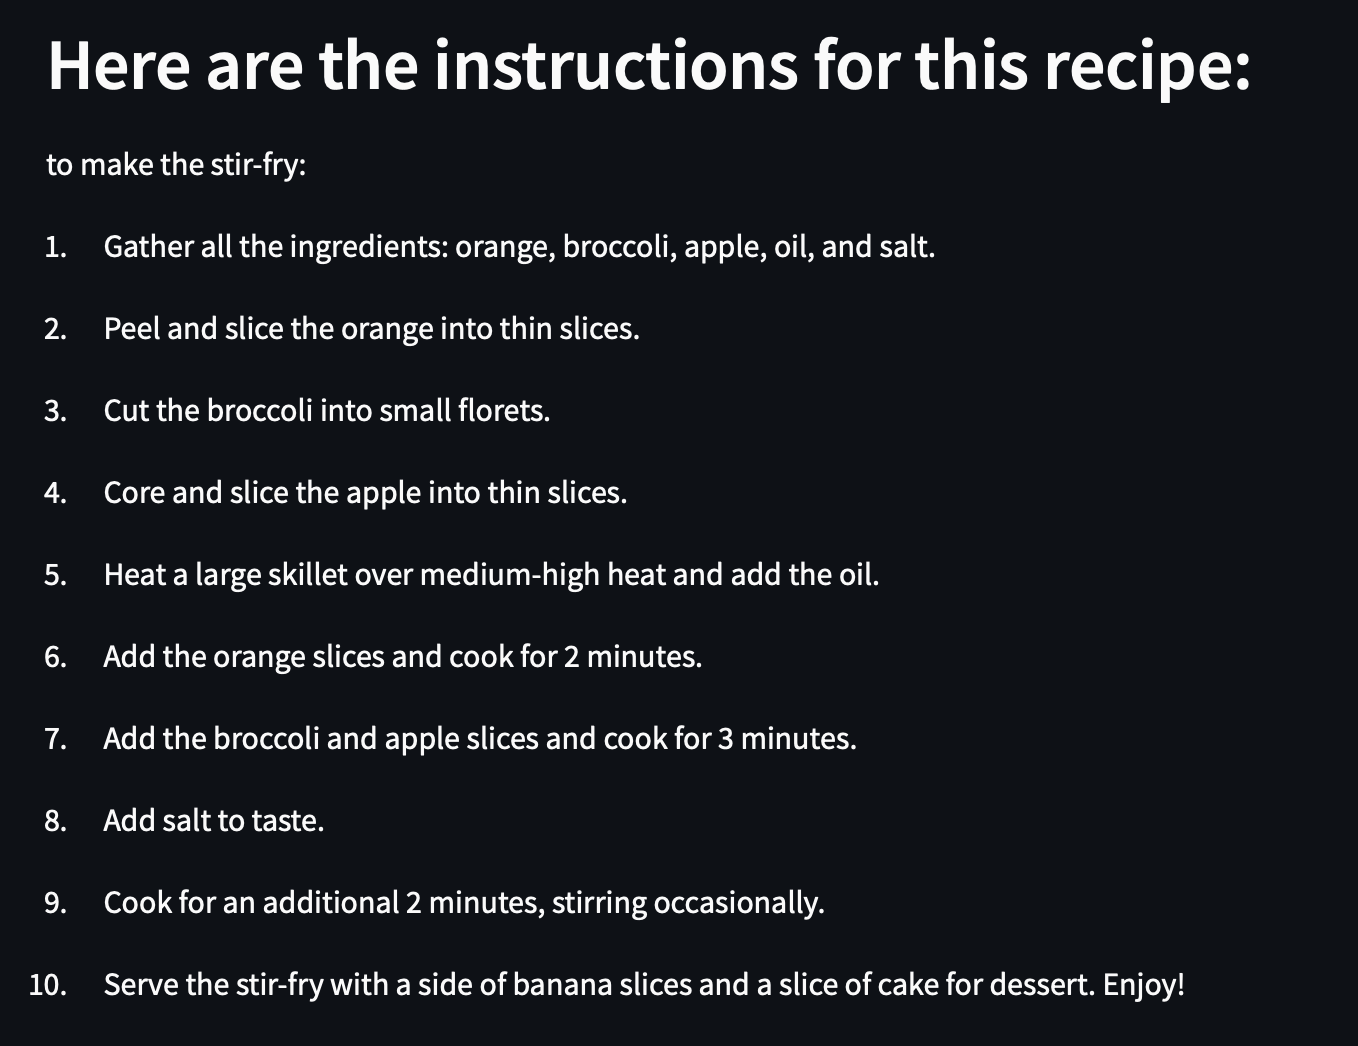 Here are the instructions for this recipe:
to make the stir-fry:
1. Gather all the ingredients: orange, broccoli, apple, oil, and salt.
2. Peel and slice the orange into thin slices.
3. Cut the broccoli into small florets.
4. Core and slice the apple into thin slices.
5. Heat a large skillet over medium-high heat and add the oil.
6. Add the orange slices and cook for 2 minutes.
7. Add the broccoli and apple slices and cook for 3 minutes.
8. Add salt to taste.
9. Cook for an additional 2 minutes, stirring occasionally.
10. Serve the stir-fry with a side of banana slices and a slice of cake for dessert. Enjoy!